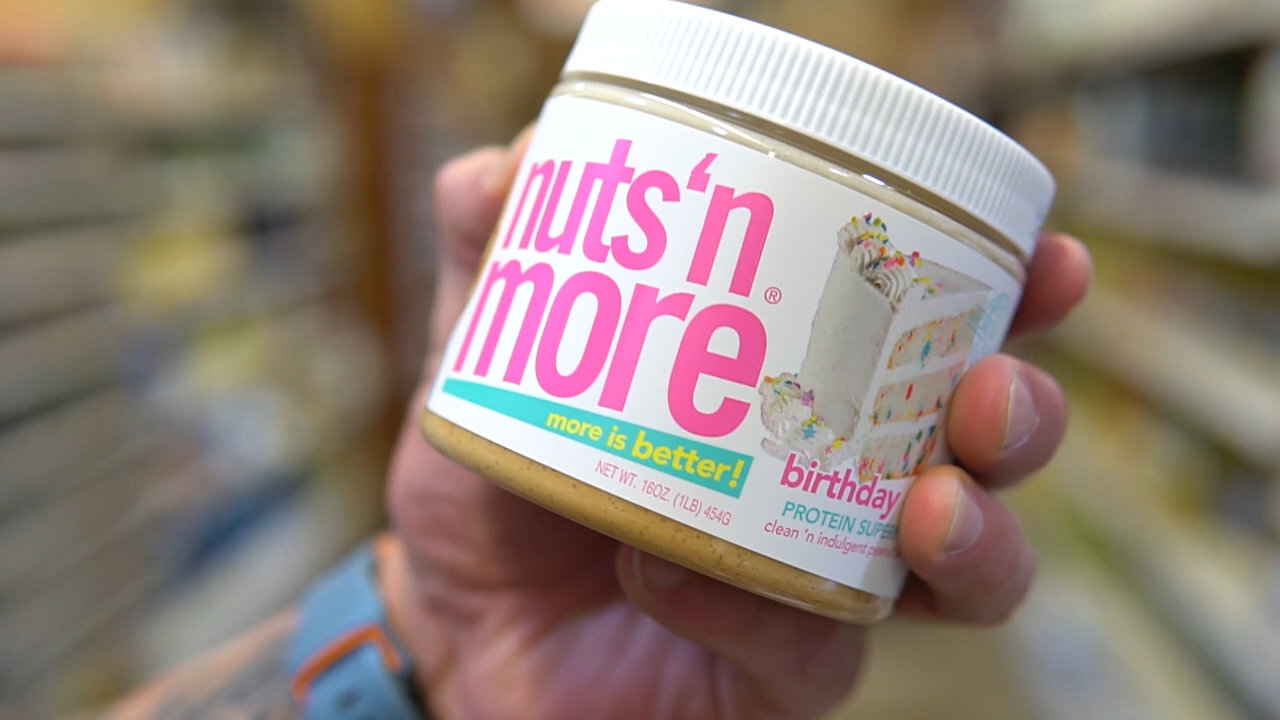 nuts‘n
more®
more is better!
NET WT. 16OZ. (1LB) 454G
birthday
PROTEIN
clean ’n indulgent